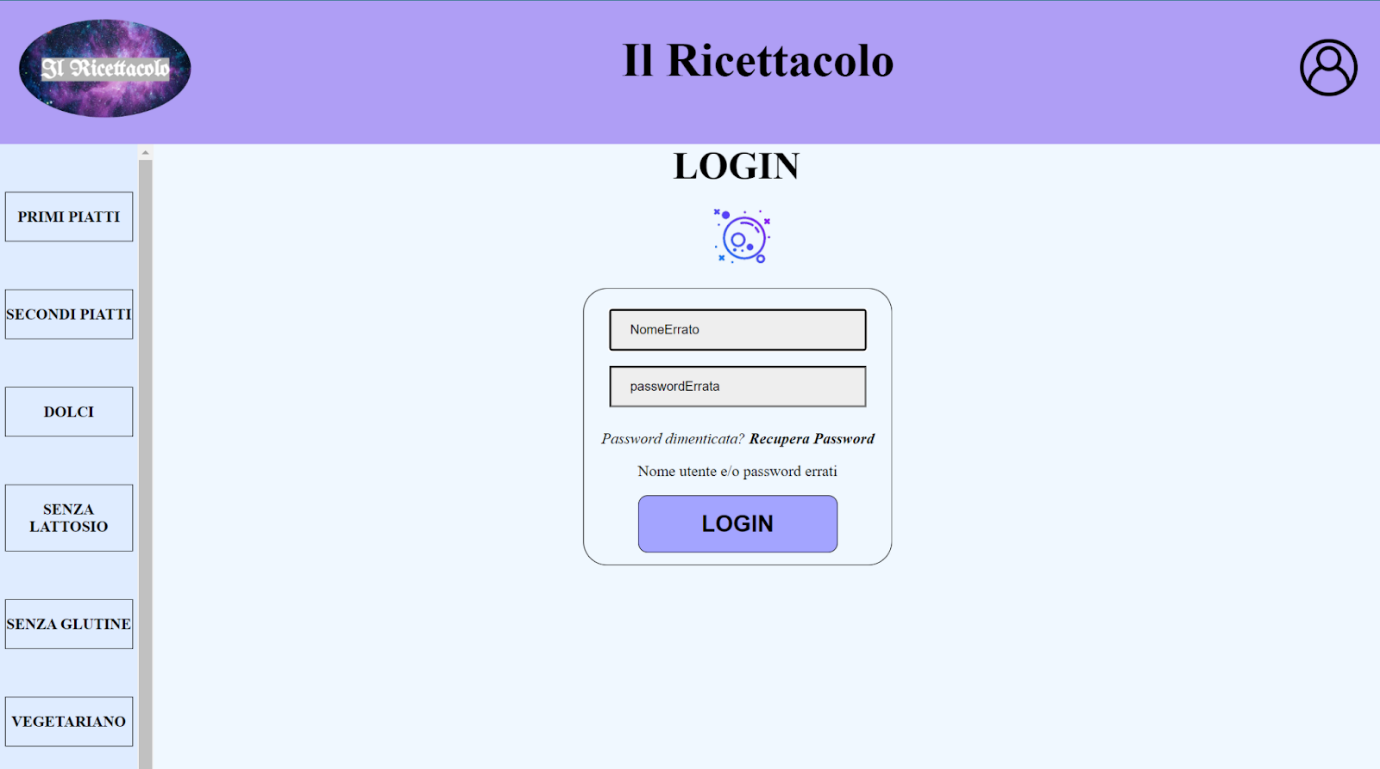 Il Ricettacolo
Il Ricettacolo
LOGIN
PRIMI PIATTI
SECONDI PIATTI
DOLCI
SENZA
LATTOSIO
SENZA GLUTINE
VEGETARIANO
NomeErrato
passwordErrata
Password dimenticata? Recupera Password
Nome utente e/o password errati
LOGIN